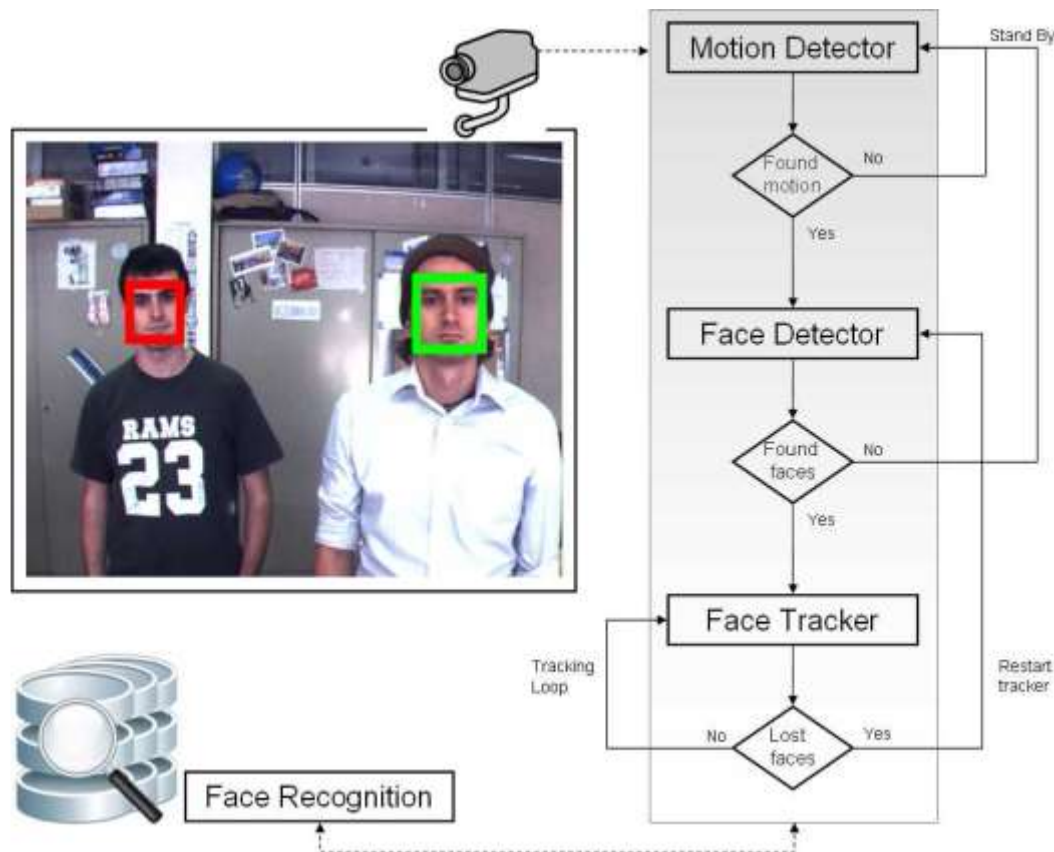 Motion Detector
Stand By
Found
motion
No
Yes
Face Detector
Found
faces
No
Yes
RAMS
23
Face Tracker
Tracking
Loop
Restart
tracker
No
Lost
faces
Yes
Face Recognition